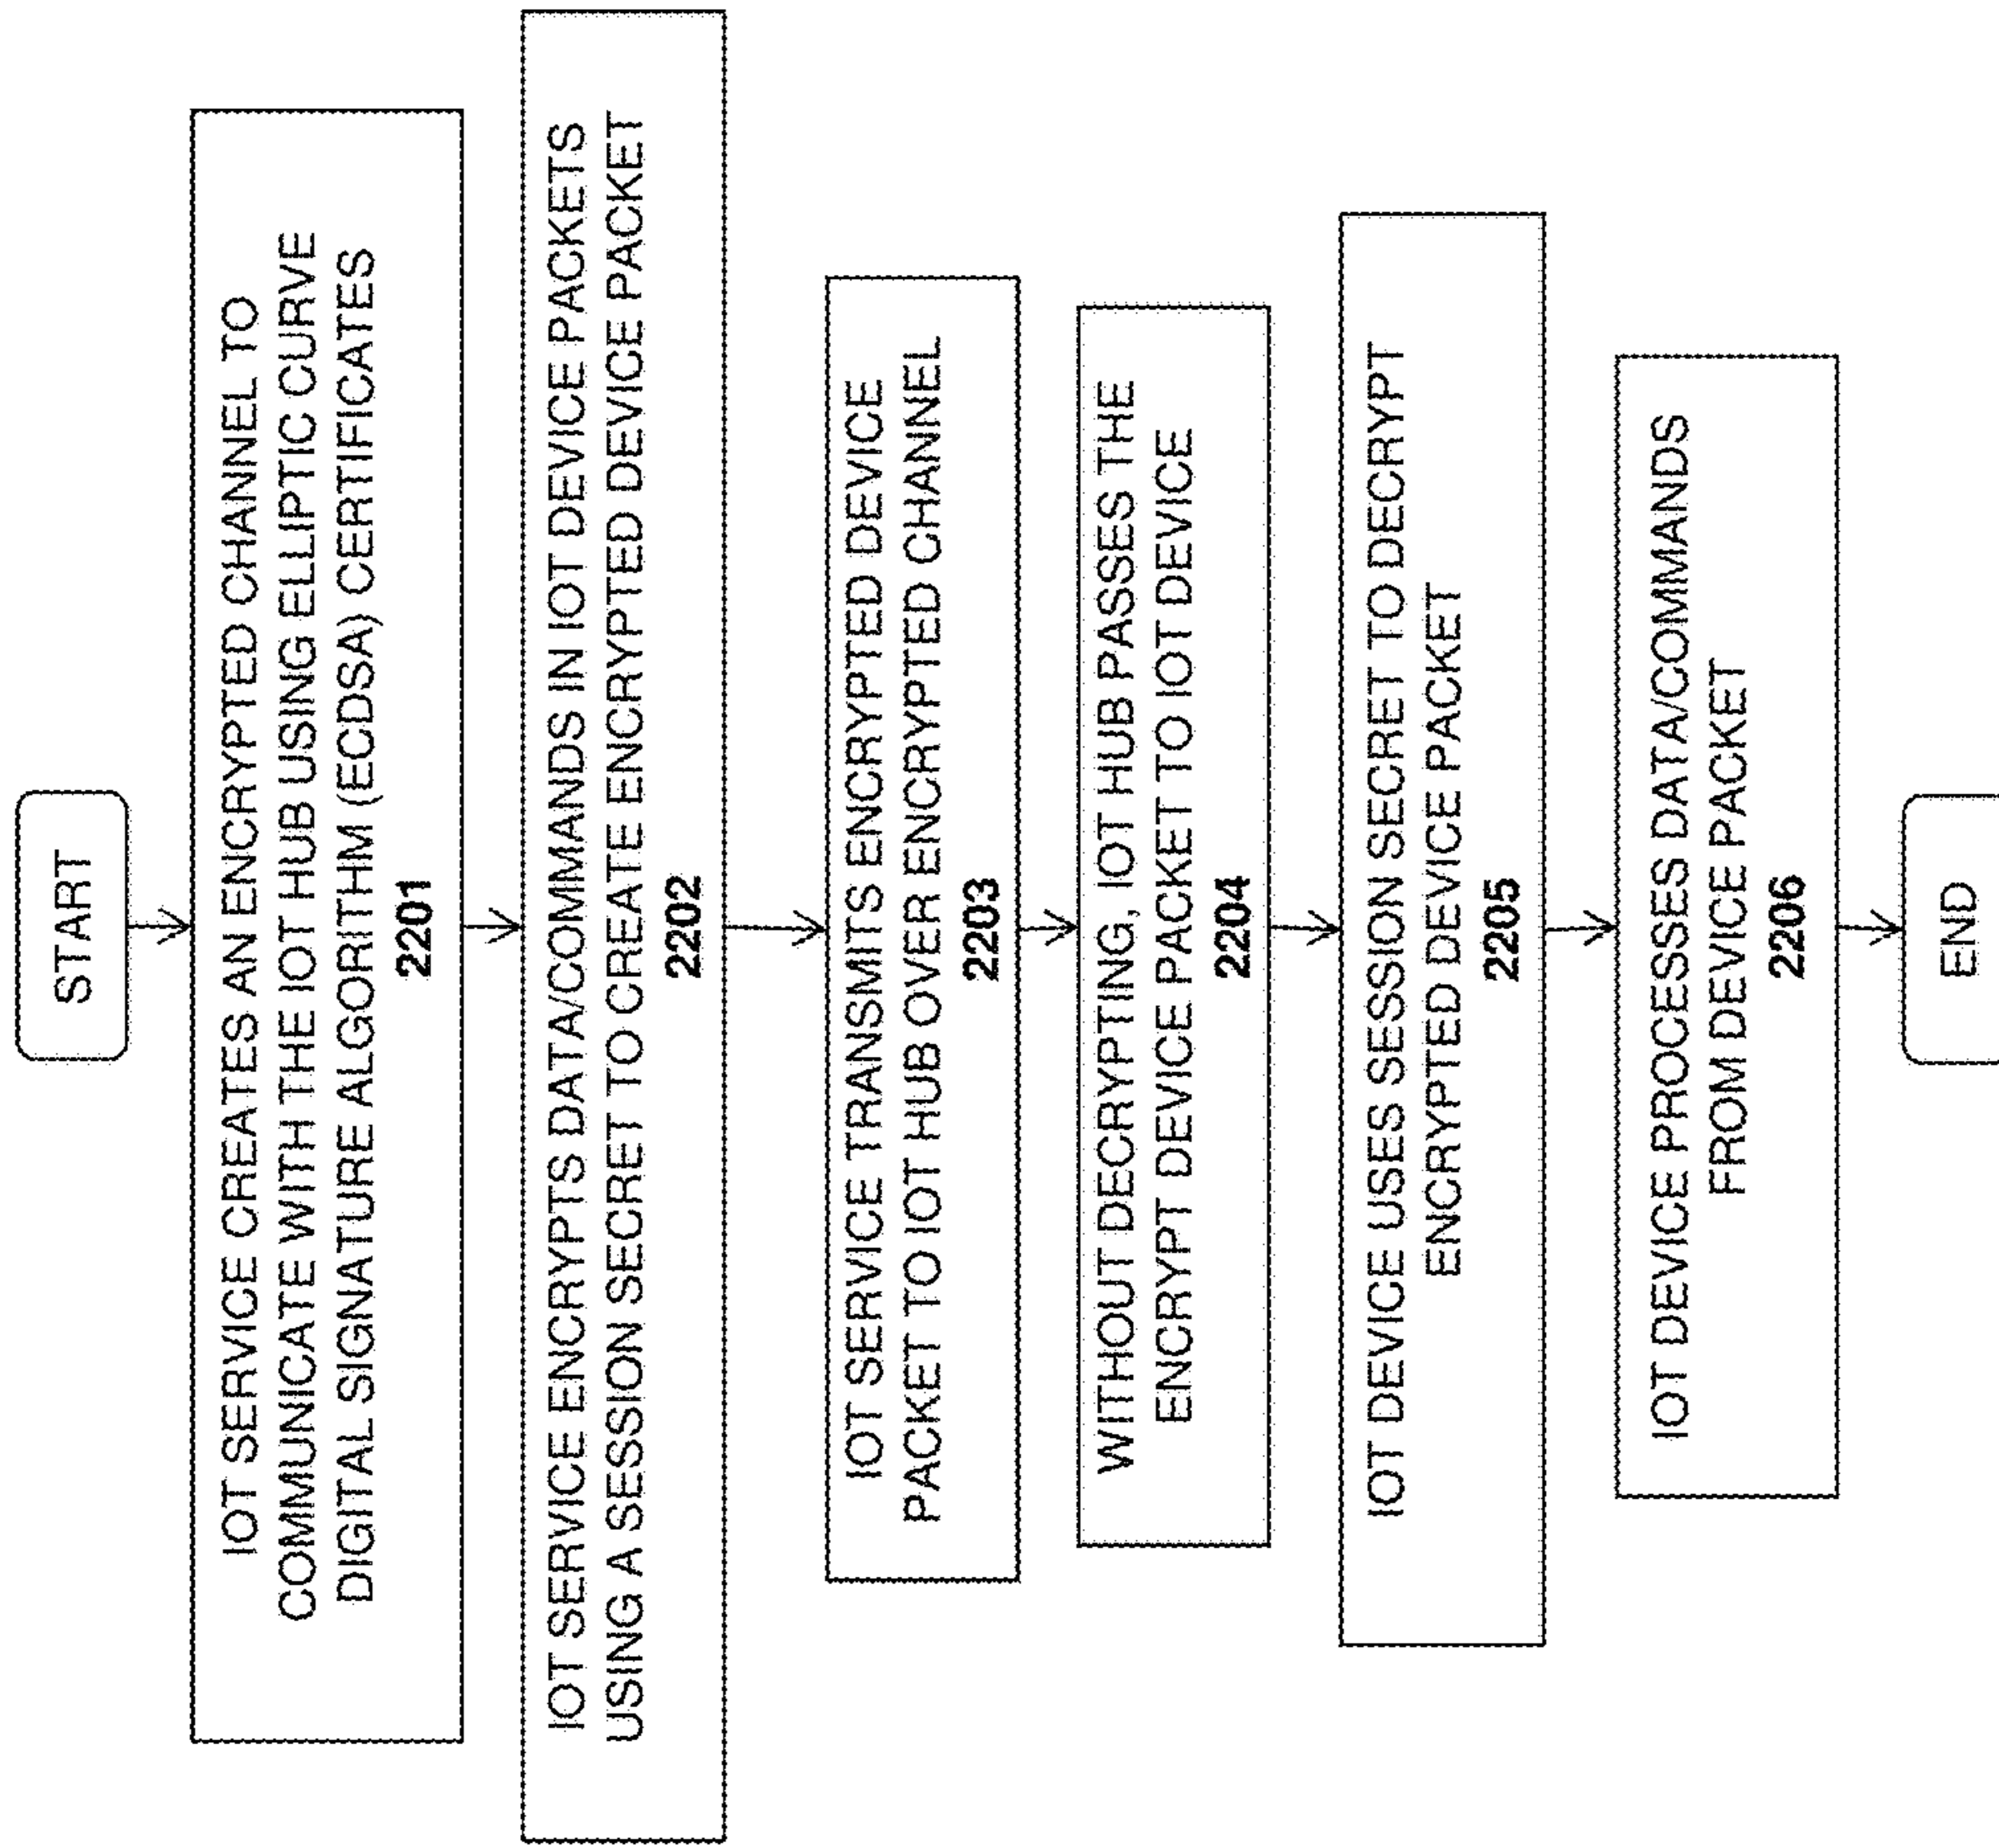 START
IOT SERVICE CREATES AN ENCRYPTED CHANNEL TO
COMMUNICATE WITH THE IOT HUB USING ELLIPTIC CURVE
DIGITAL SIGNATURE ALGORITHM (ECDSA) CERTIFICATES
2201
IOT SERVICE ENCRYPTS DATA/COMMANDS IN IOT DEVICE PACKETS
USING A SESSION SECRET TO CREATE ENCRYPTED DEVICE PACKET
2202
IOT SERVICE TRANSMITS ENCRYPTED DEVICE
PACKET TO IOT HUB OVER ENCRYPTED CHANNEL
2203
WITHOUT DECRYPTING, IOT HUB PASSES THE
ENCRYPT DEVICE PACKET TO IOT DEVICE
2204
IOT DEVICE USES SESSION SECRET TO DECRYPT
ENCRYPTED DEVICE PACKET
2205
IOT DEVICE PROCESSES DATA/COMMANDS
FROM DEVICE PACKET
2206
END